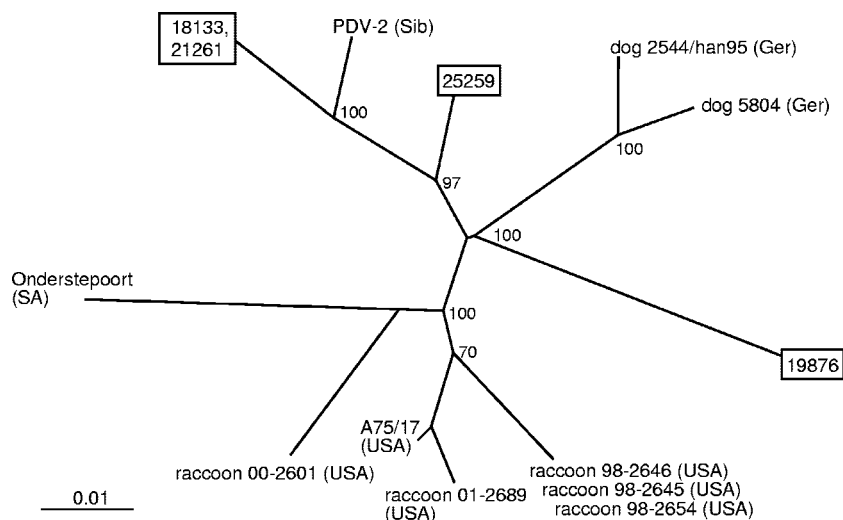 18133,
21261
PDV-2 (Sib)
25259
dog 2544/han95 (Ger)
dog 5804 (Ger)
100
97
100
100
Onderstepoort
(SA)
100
70
19876
A75/17
(USA)
raccoon 00-2601 (USA)
raccoon 01-2689
(USA)
raccoon 98-2646 (USA)
raccoon 98-2645 (USA)
raccoon 98-2654 (USA)
0.01